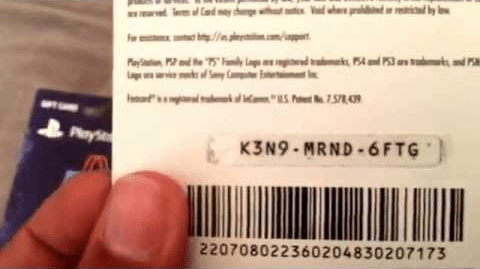 are reserved. Terms of Card may change without notice. Void where prohibited or restricted by law.
For assistance, contact http://us.playstation.com/support.
PlayStation, PSP and the "PS" Family Logo are registered trademarks, PS4 and PS3 are trademarks, and PSN
Logo are service marks of Sony Computer Entertainment Inc.
Fastcard® is a registered trademark of InComm.® U.S. Patent No. 7,578,439.
GIFT CARD
PlaySta
K3N9-MRND-6FTG
220708022360204830207173